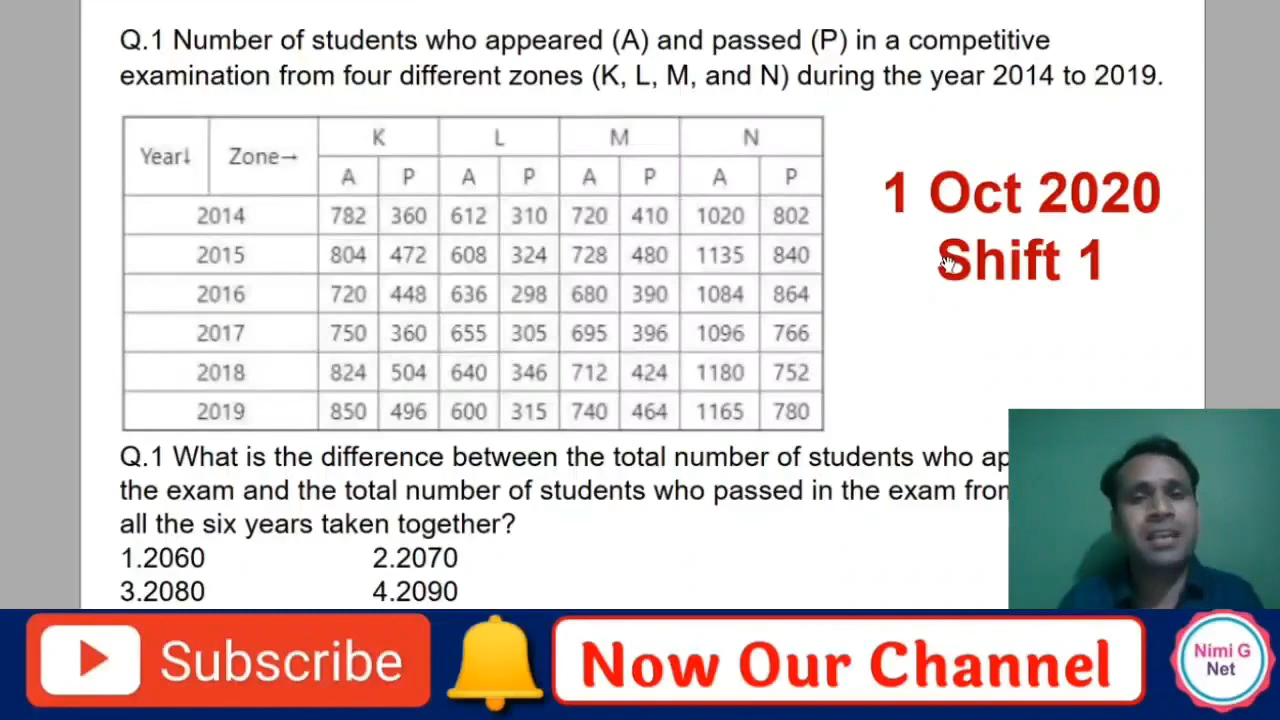 Q.1 Number of students who appeared (A) and passed (P) in a competitive
examination from four different zones (K, L, M, and N) during the year 2014 to 2019.
Year↓ Zone→ K L M N
A P A P A P A P
2014 782 360 612 310 720 410 1020 802
2015 804 472 608 324 728 480 1135 840
2016 720 448 636 298 680 390 1084 864
2017 750 360 655 305 695 396 1096 766
2018 824 504 640 346 712 424 1180 752
2019 850 496 600 315 740 464 1165 780
1 Oct 2020
Shift 1
Q.1 What is the difference between the total number of students who
the exam and the total number of students who passed in the exam
all the six years taken together?
1.2060 2.2070
3.2080 4.2090
Subscribe
Now Our Channel
Nimi G
Net